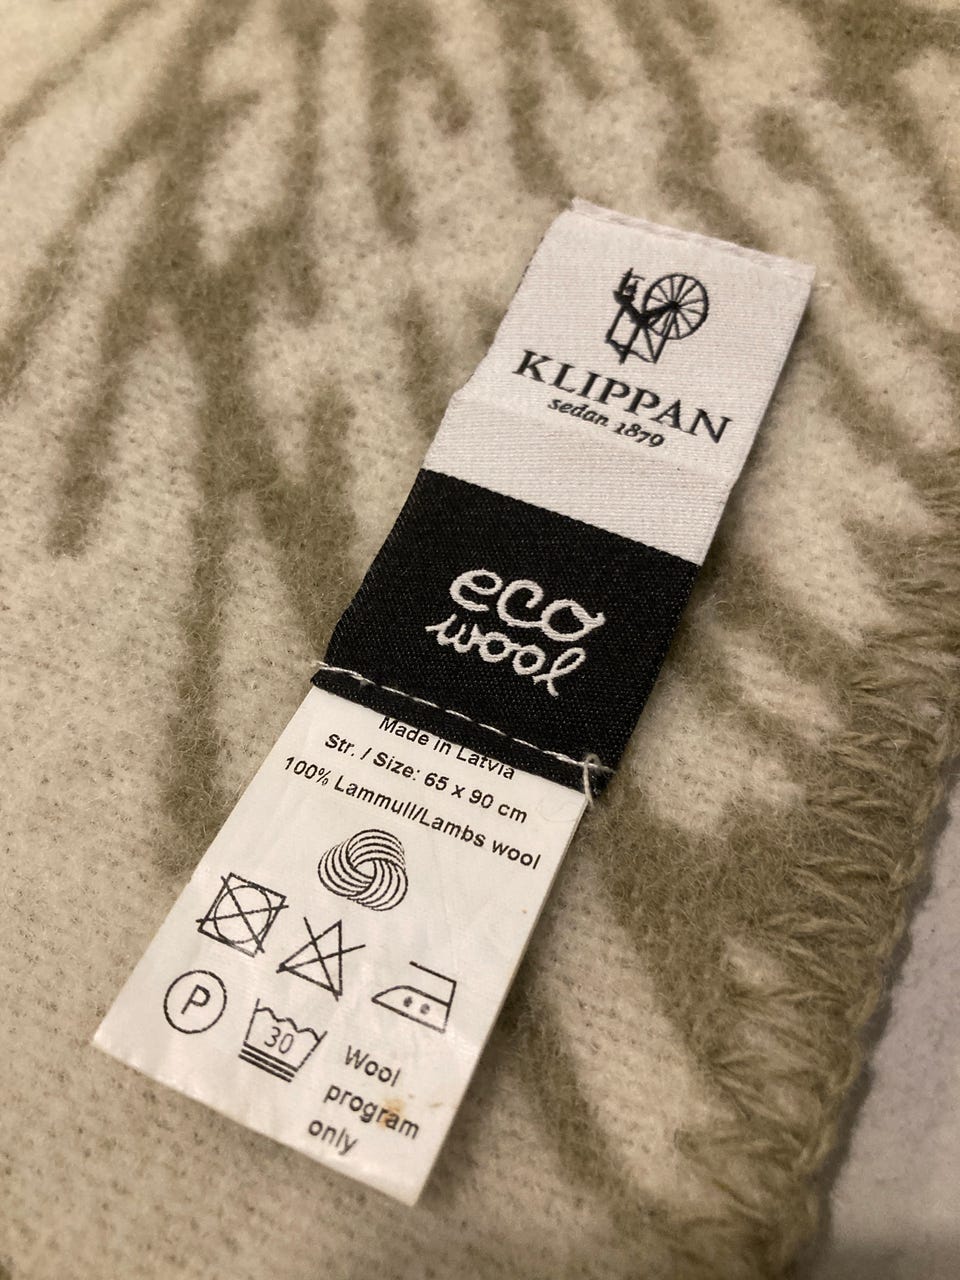 KLIPPAN
sedan 1879
eco
wool
Made in Latvia
Str. / Size: 65 x 90 cm
100% Lammull/Lambs wool
P
30
Wool
program
only